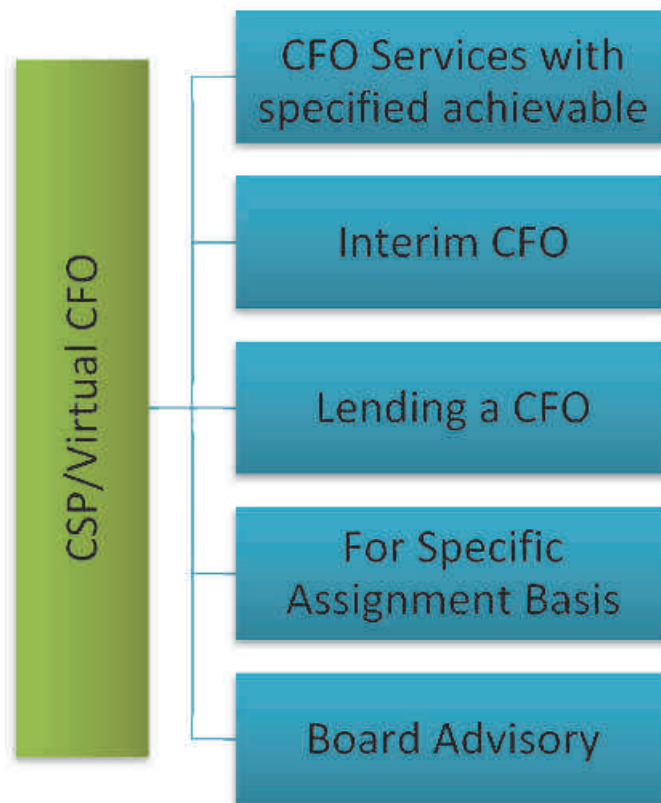 CSP/Virtual CFO
CFO Services with
specified achievable
Interim CFO
Lending a CFO
For Specific
Assignment Basis
Board Advisory